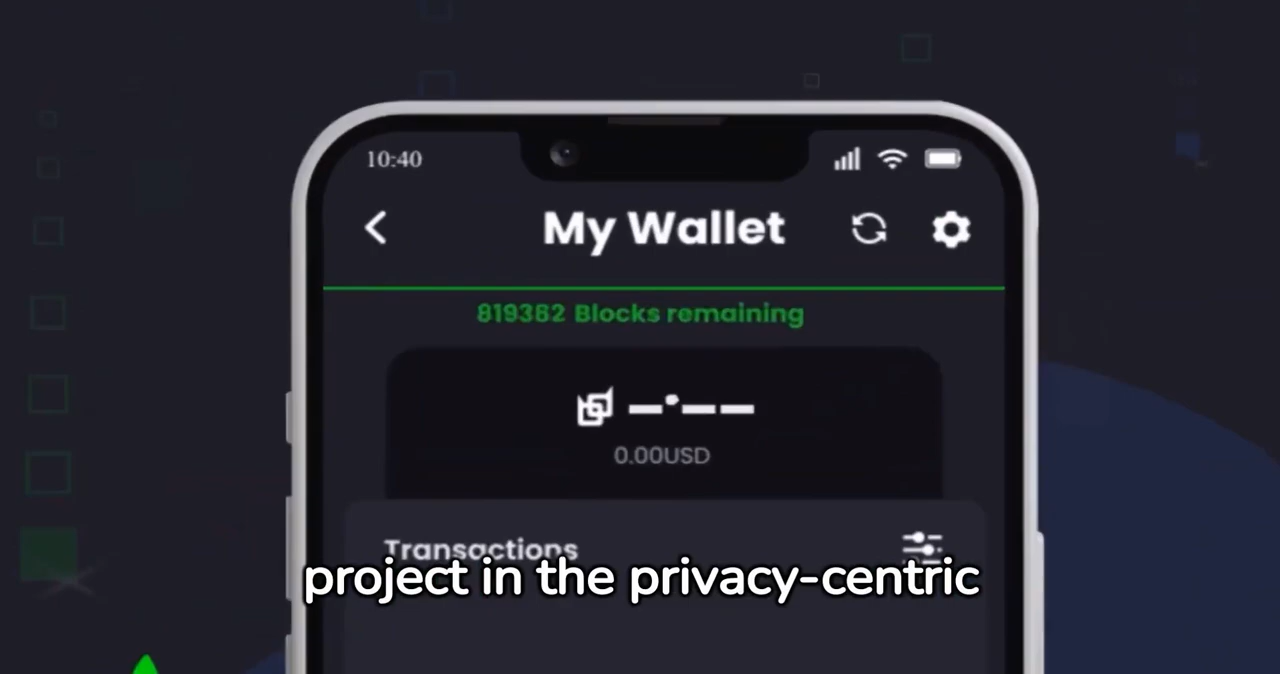 10:40
My Wallet
819382 Blocks remaining
0.00USD
Transactions
project in the privacy-centric